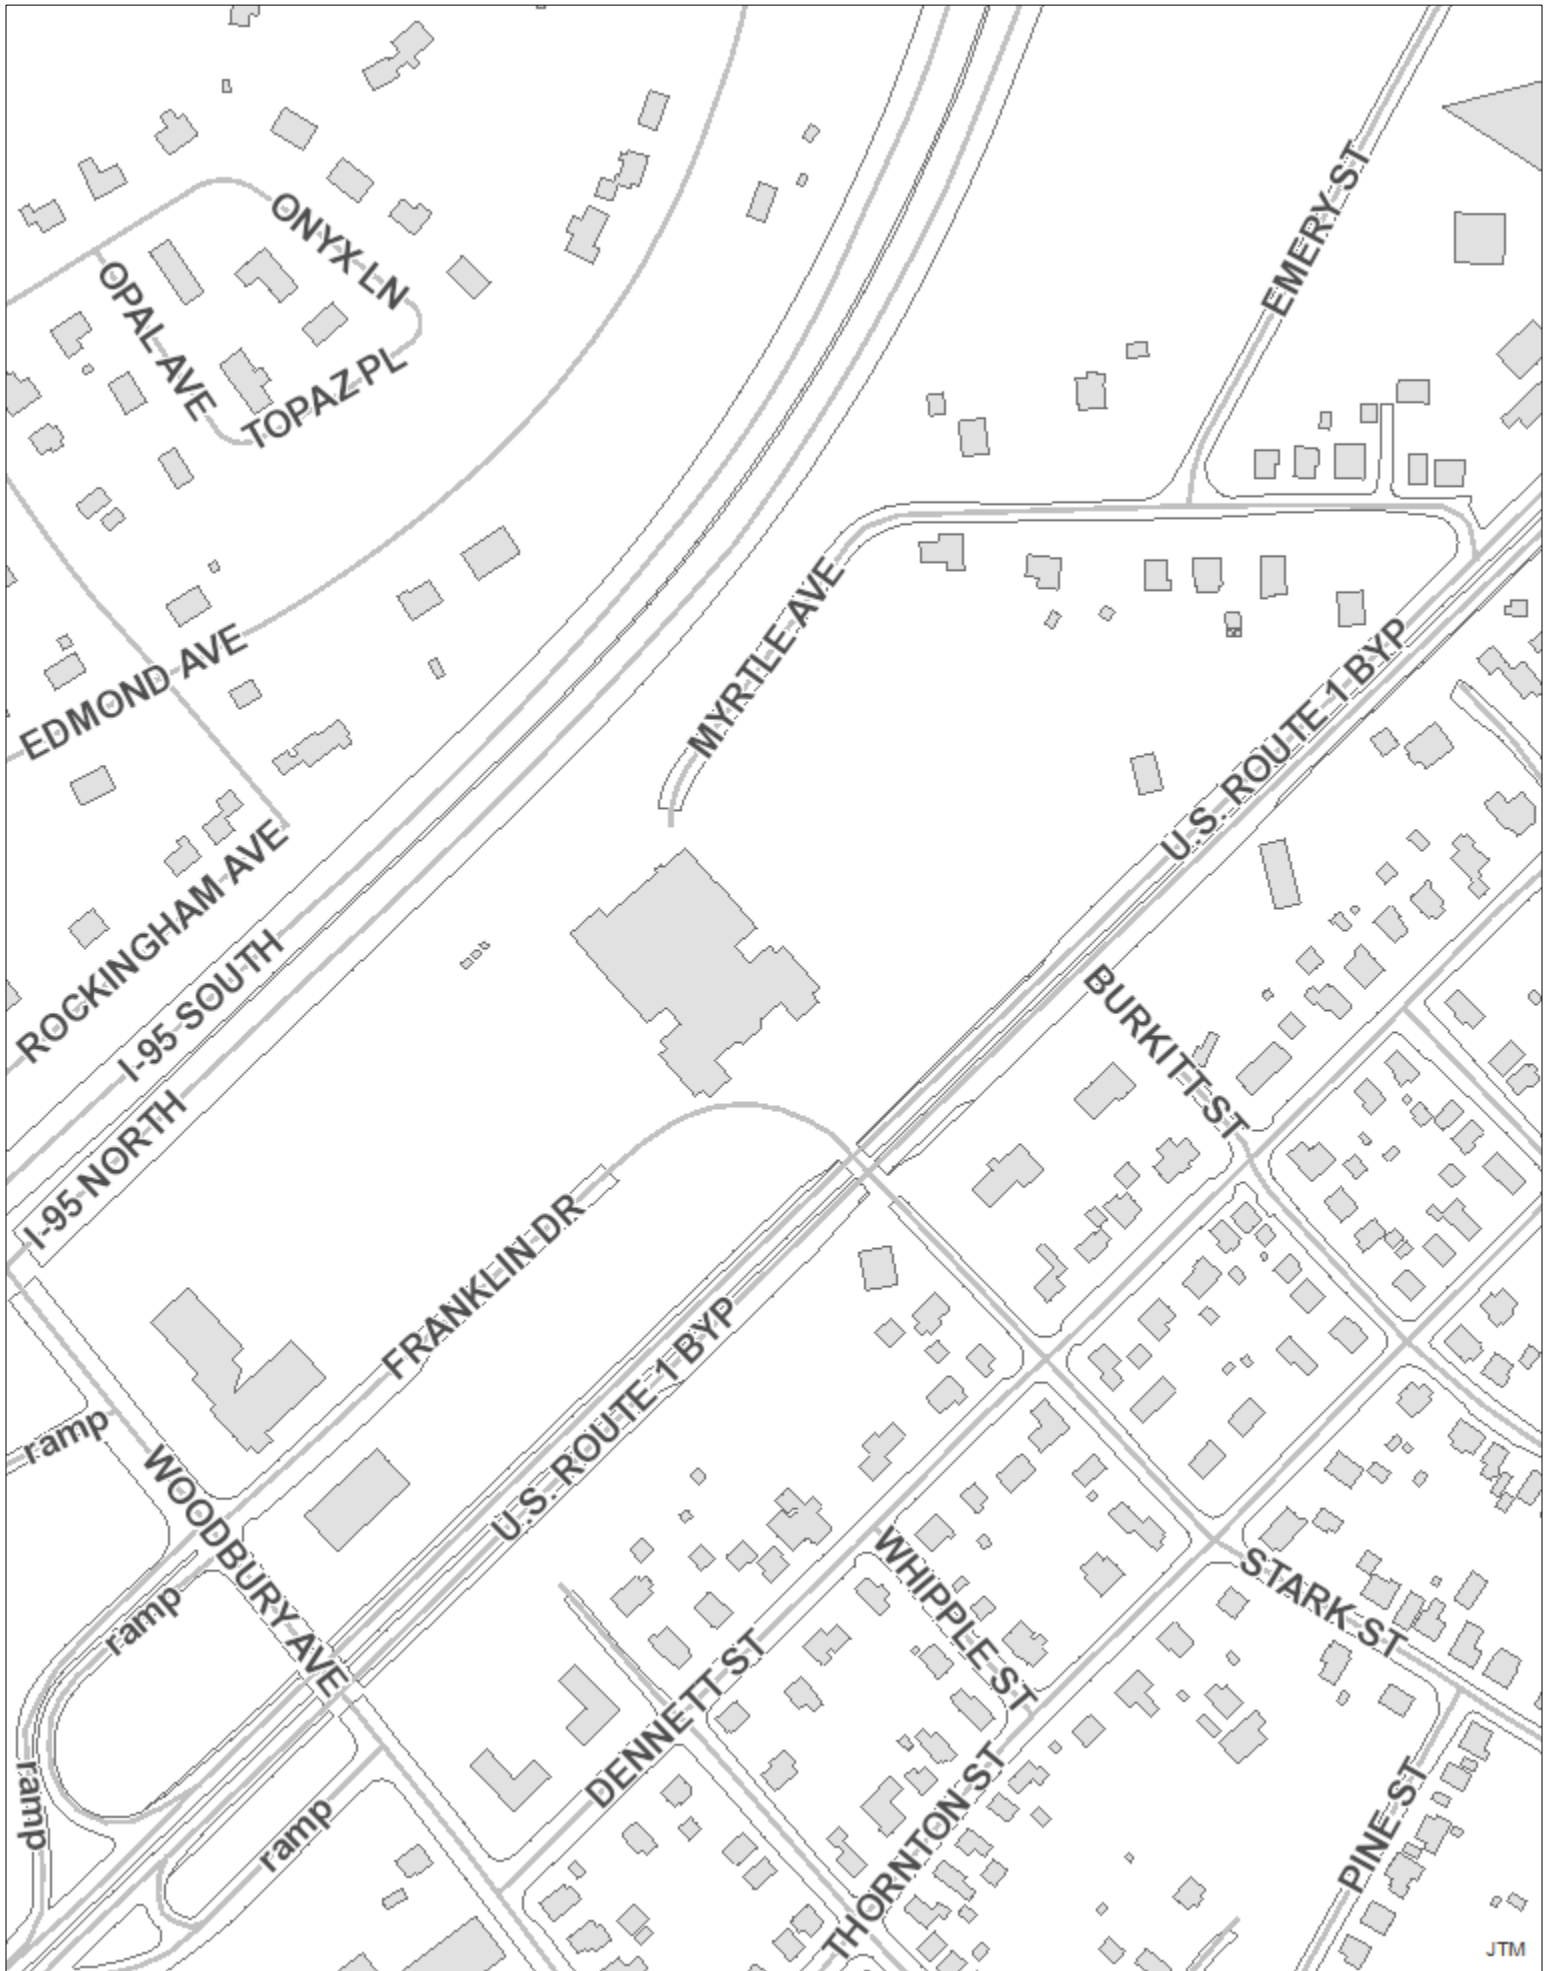 EMERY ST
ONYX LN
OPAL AVE
TOPAZ PL
MYRTLE AVE
EDMOND AVE
U.S. ROUTE 1 BYP
ROCKINGHAM AVE
I-95 SOUTH
BURKITT ST
I-95 NORTH
FRANKLIN DR
U.S. ROUTE 1 BYP
ramp
WOODBURY AVE
WHIPPLE ST
STARK ST
ramp
DENNETT ST
ramp
ramp
THORNTON ST
PINE ST
JTM